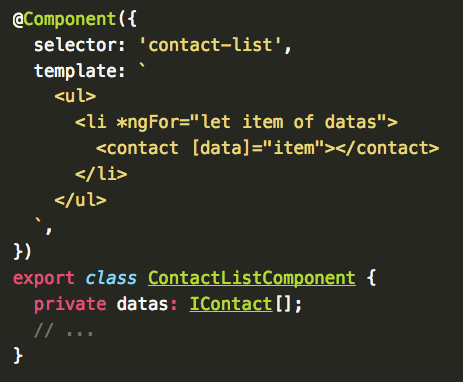 @Component({
  selector: 'contact-list',
  template: `
    <ul>
      <li *ngFor="let item of datas">
        <contact [data]="item"></contact>
      </li>
    </ul>
  `,
})
export class ContactListComponent {
  private datas: IContact[];
  // ...
}